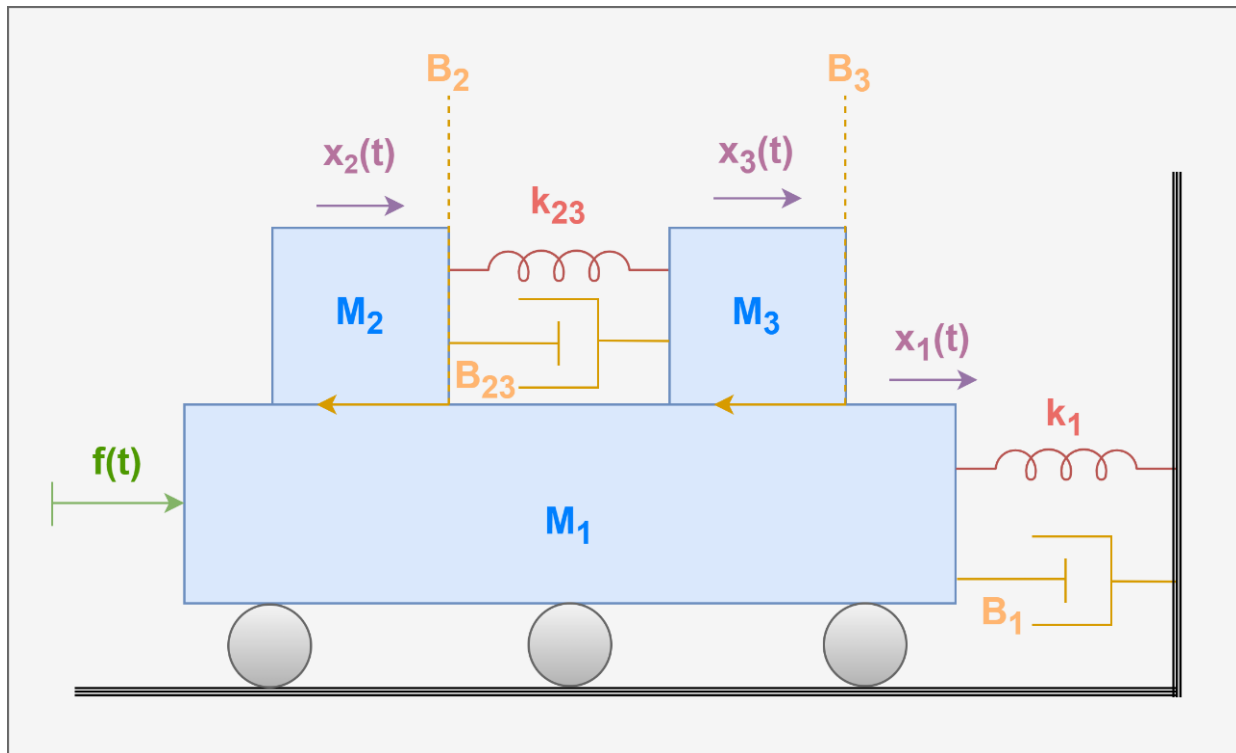 B₂
B₃
x₂(t)
x₃(t)
k₂₃
M₂
M₃
x₁(t)
B₂₃
k₁
f(t)
M₁
B₁